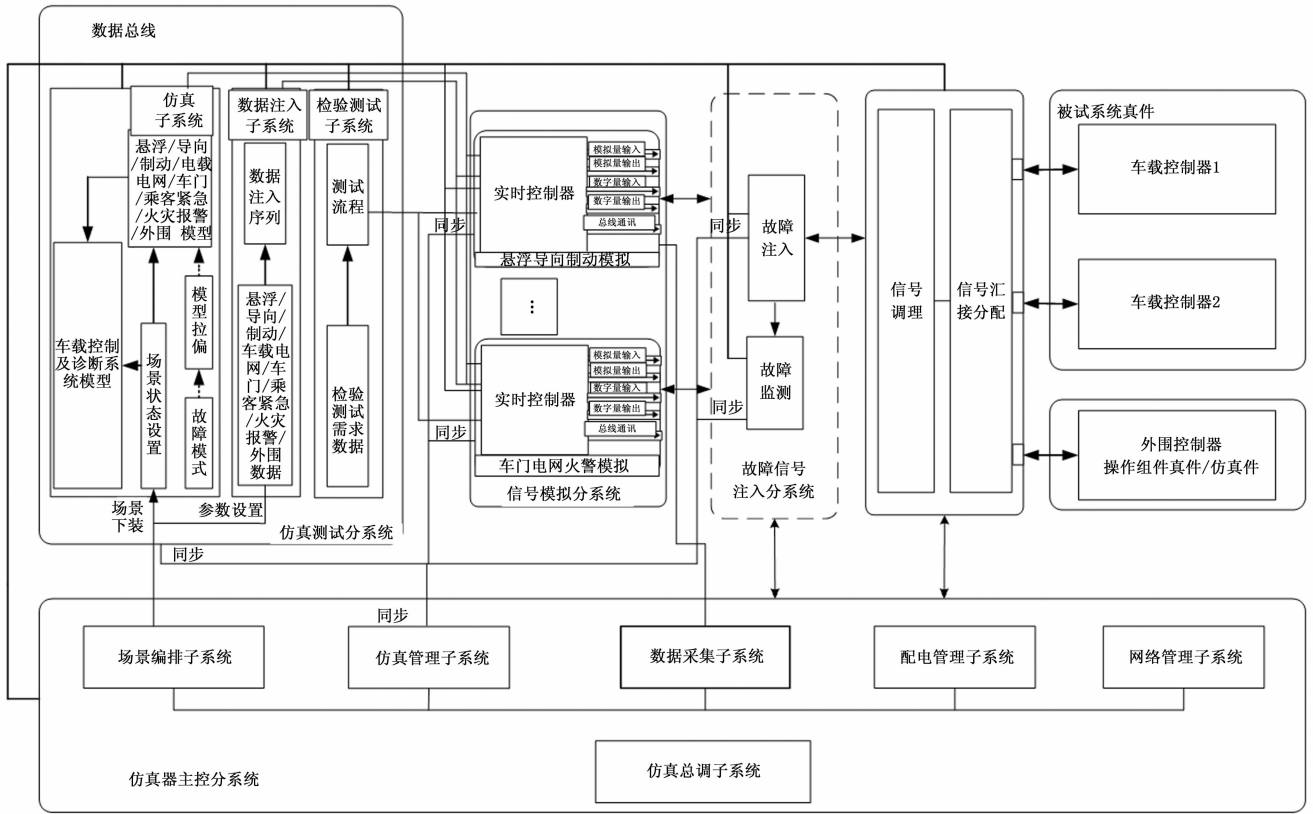 数据总线
仿真
子系统
数据注入
子系统
检验测试
子系统
悬浮/导向
/制动/电载
电网/车门
/乘客紧急
/火灾报警
/外围 模型
数据
注入
序列
测试
流程
车载控制
及诊断系
统模型
场
景
状
态
设
置
模
型
拉
偏
故
障
模
式
悬浮/
导向/
制动/
车载电
网/车
门/乘
客紧急
/火灾
报警/
外围
数据
检验
测试
需求
数据
场景
下装
参数设置
仿真测试分系统
同步
实时控制器
模拟量输入
模拟量输出
数字量输入
数字量输出
总线通讯
同步
悬浮导向制动模拟
⋮
实时控制器
模拟量输入
模拟量输出
数字量输入
数字量输出
总线通讯
同步
车门电网火警模拟
信号模拟分系统
同步
故障
注入
故障
监测
同步
故障信号
注入分系统
信号
调理
信号汇
接分配
被试系统真件
车载控制器1
车载控制器2
外围控制器
操作组件真件/仿真件
同步
场景编排子系统
仿真管理子系统
数据采集子系统
配电管理子系统
网络管理子系统
仿真总调子系统
仿真器主控分系统